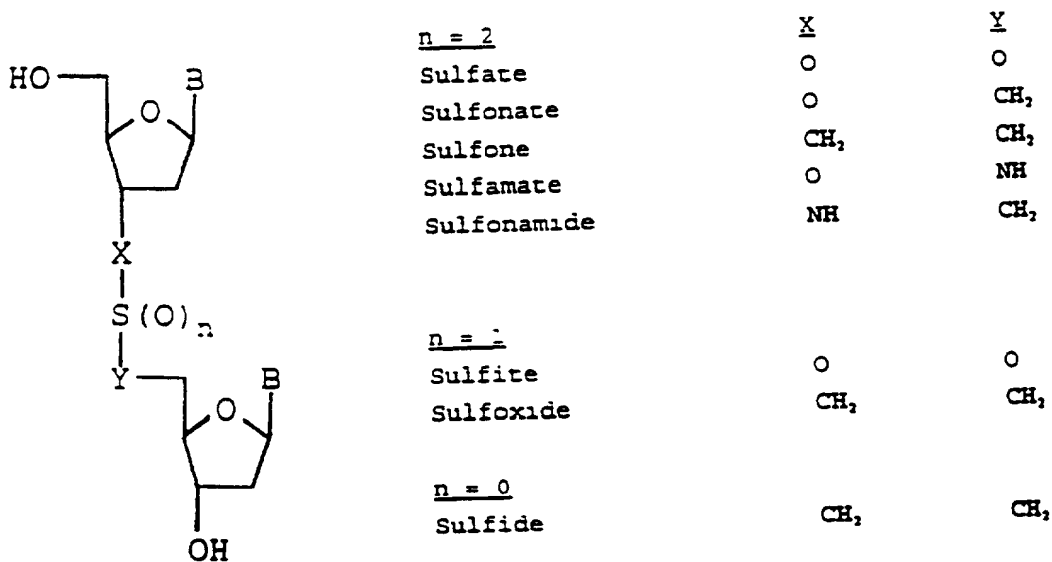 X Y
n = 2
HO B
Sulfate O O
O Sulfonate O CH₂
Sulfone CH₂ CH₂
Sulfamate O NH
Sulfonamide NH CH₂
X
S(O)n
n =
Sulfite O O
Y B
Sulfoxide CH₂ CH₂
O
n = 0
Sulfide CH₂ CH₂
OH